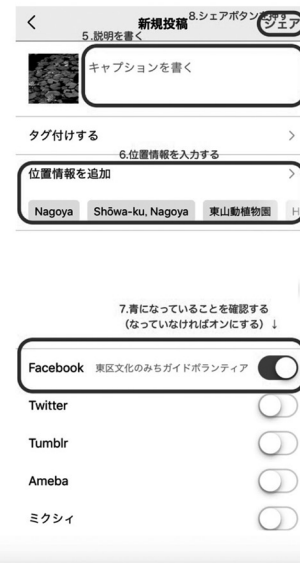 8.シェアボタンを押す
新規投稿
シェア
5.説明を書く
キャプションを書く
タグ付けする
6.位置情報を入力する
位置情報を追加
Nagoya Shōwa-ku, Nagoya 東山動植物園 H
7.青になっていることを確認する
(なっていなければオンにする)↓
Facebook 東区文化のみちガイドボランティア
Twitter
Tumblr
Ameba
ミクシィ